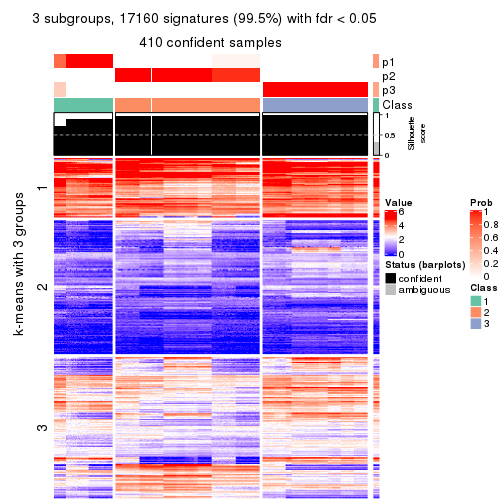 3 subgroups, 17160 signatures (99.5%) with fdr < 0.05
410 confident samples
p1
p2
p3
Class
1
0.5
0
Silhouette
score
k-means with 3 groups
1
2
3
Value
6
4
2
0
Status (barplots)
confident
ambiguous
Prob
1
0.8
0.6
0.4
0.2
0
Class
1
2
3